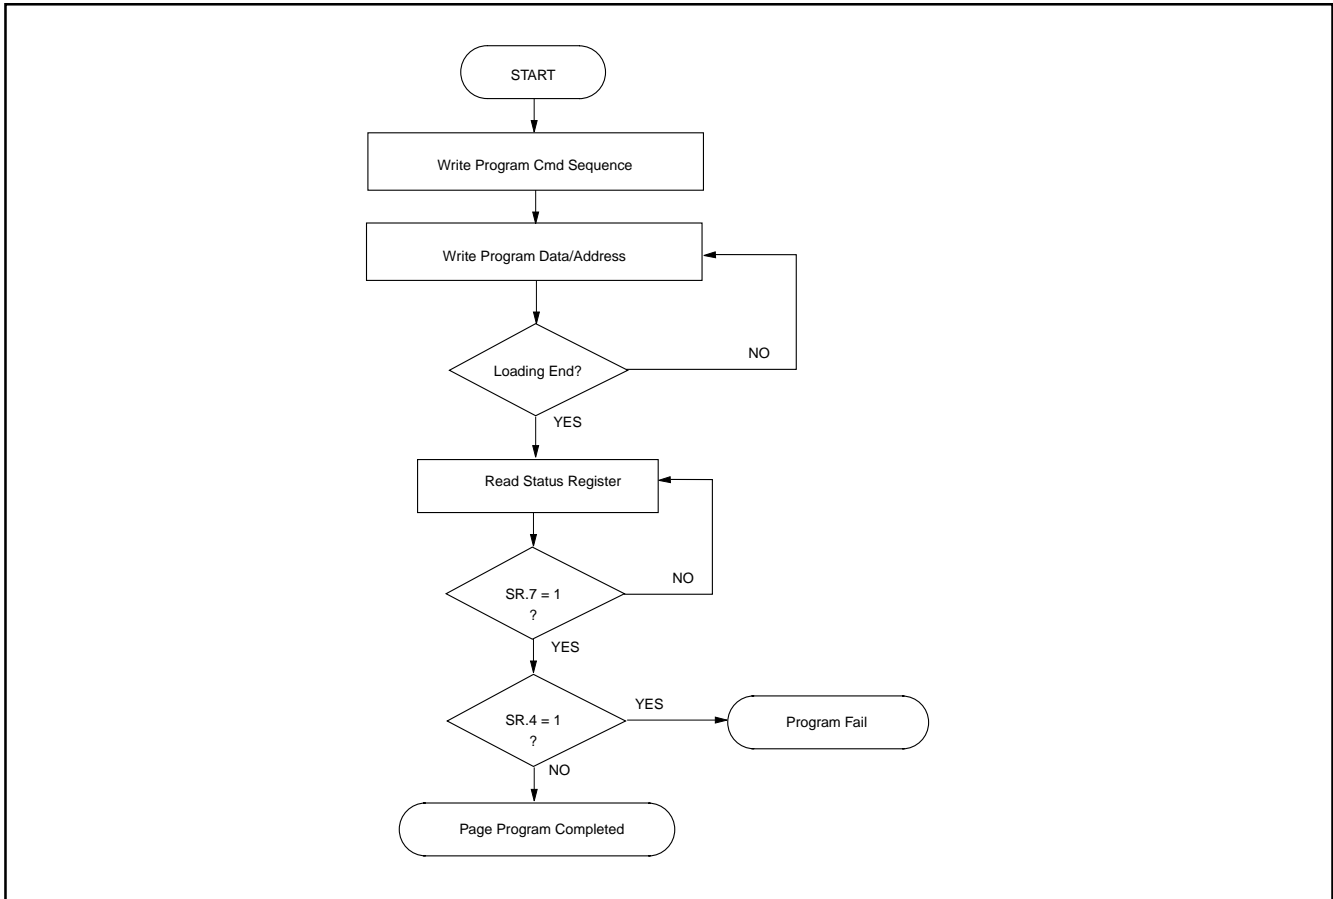 START
Write Program Cmd Sequence
Write Program Data/Address
NO
Loading End?
YES
Read Status Register
NO
SR.7 = 1
?
YES
YES
SR.4 = 1
?
Program Fail
NO
Page Program Completed